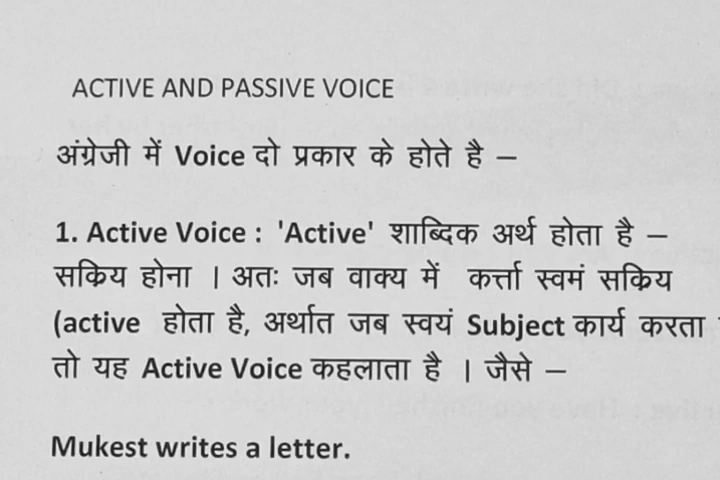 ACTIVE AND PASSIVE VOICE
अंग्रेजी में Voice दो प्रकार के होते है –
1. Active Voice : 'Active' शाब्दिक अर्थ होता है –
सकिय होना । अतः जब वाक्य में कर्त्ता स्वमं सकिय
(active होता है, अर्थात जब स्वयं Subject कार्य करता
तो यह Active Voice कहलाता है । जैसे –
Mukest writes a letter.